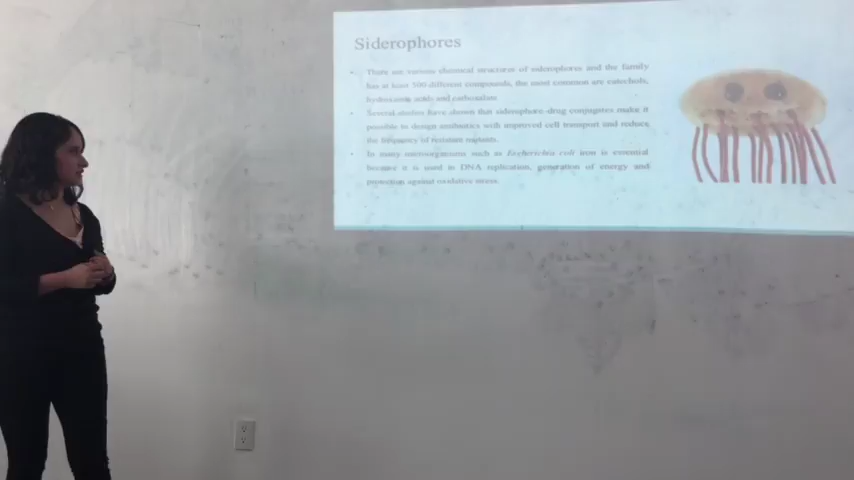 Siderophores
• There are various chemical structures of siderophores and the family
has at least 500 different compounds, the most common are catechols,
hydroxamic acids and carboxylate.
• Several studies have shown that siderophore-drug conjugates make it
possible to design antibiotics with improved cell transport and reduce
the frequency of resistant mutants.
• In many microorganisms such as Escherichia coli iron is essential
because it is used in DNA replication, generation of energy and
protection against oxidative stress.